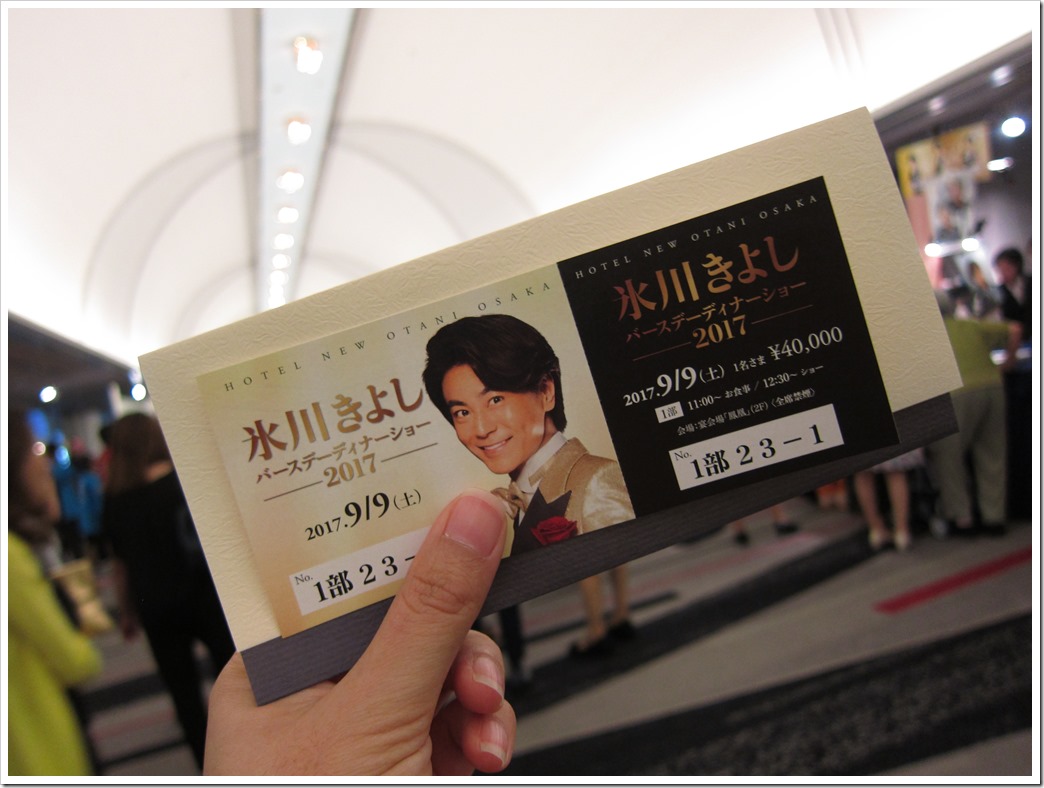 HOTEL NEW OTANI OSAKA
氷川きよし
バースデーディナーショー
2017
2017.9/9(土)
No.
1部 23-
HOTEL NEW OTANI OSAKA
氷川きよし
バースデーディナーショー
2017
2017.9/9(土) 1名さま ¥40,000
1部 11:00~ お食事 / 12:30~ ショー
会場:宴会場「鳳凰」(2F)〈全席禁煙〉
No.
1部 23-1